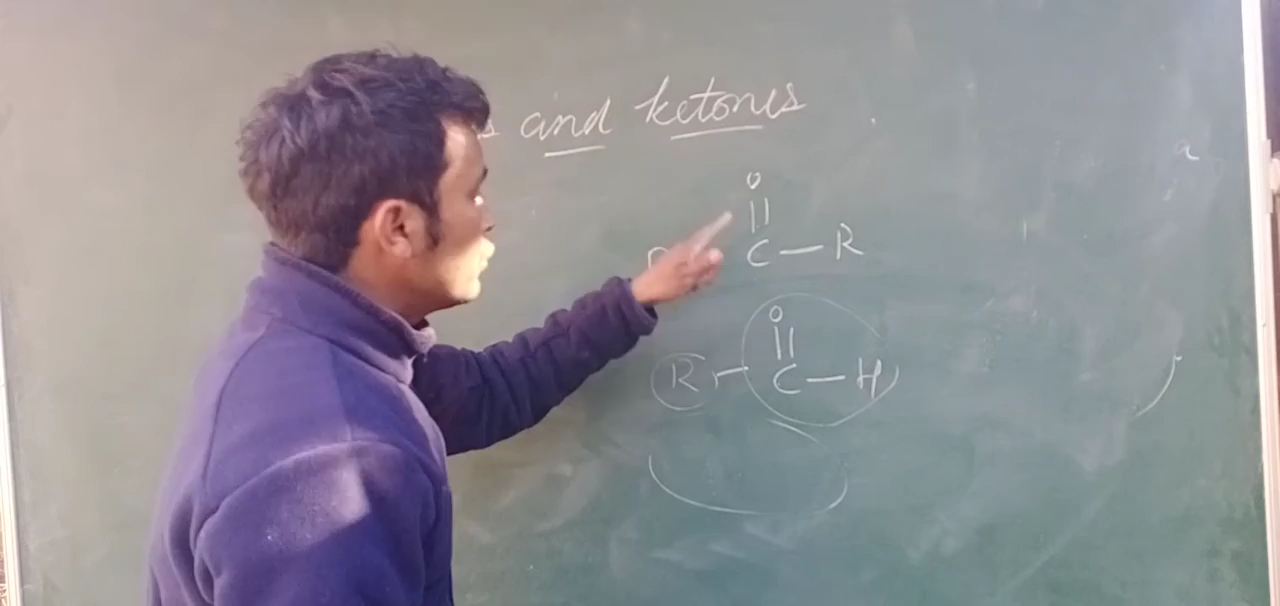 s and ketones
a
O
||
C — R
O
||
R — C — H